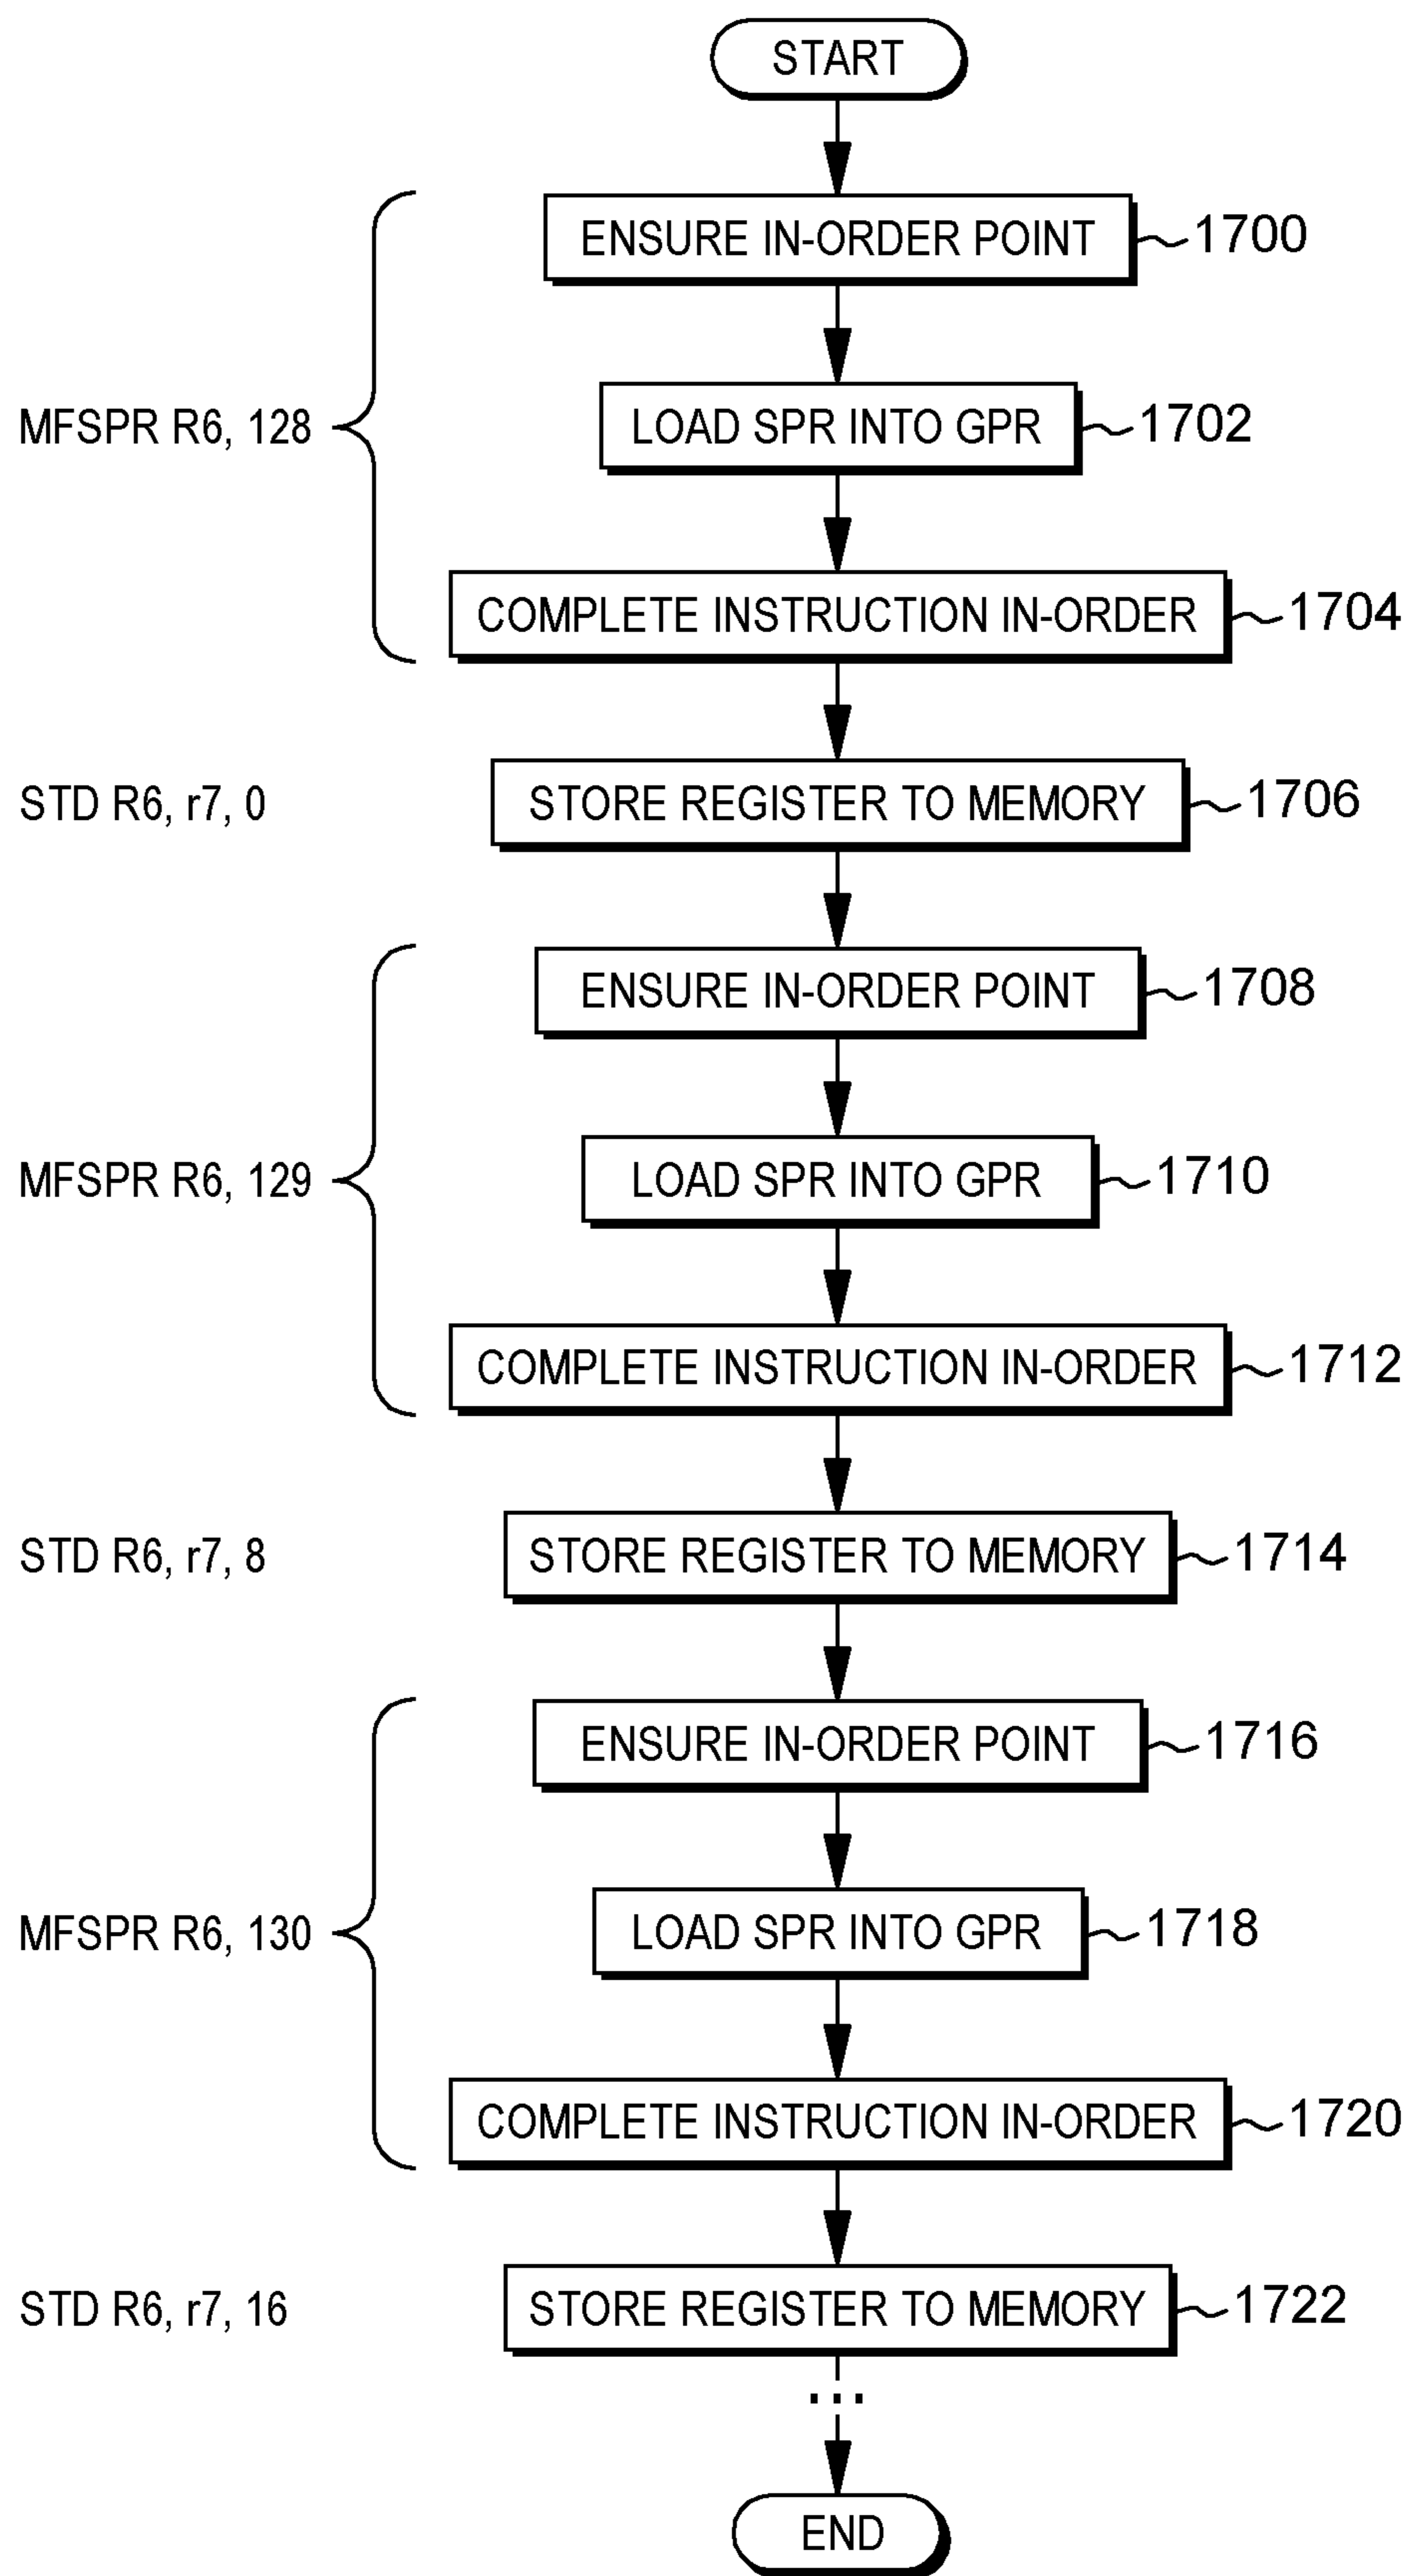 START
ENSURE IN-ORDER POINT 1700
MFSPR R6, 128 LOAD SPR INTO GPR 1702
COMPLETE INSTRUCTION IN-ORDER 1704
STD R6, r7, 0 STORE REGISTER TO MEMORY 1706
ENSURE IN-ORDER POINT 1708
MFSPR R6, 129 LOAD SPR INTO GPR 1710
COMPLETE INSTRUCTION IN-ORDER 1712
STD R6, r7, 8 STORE REGISTER TO MEMORY 1714
ENSURE IN-ORDER POINT 1716
MFSPR R6, 130 LOAD SPR INTO GPR 1718
COMPLETE INSTRUCTION IN-ORDER 1720
STD R6, r7, 16 STORE REGISTER TO MEMORY 1722
...
END